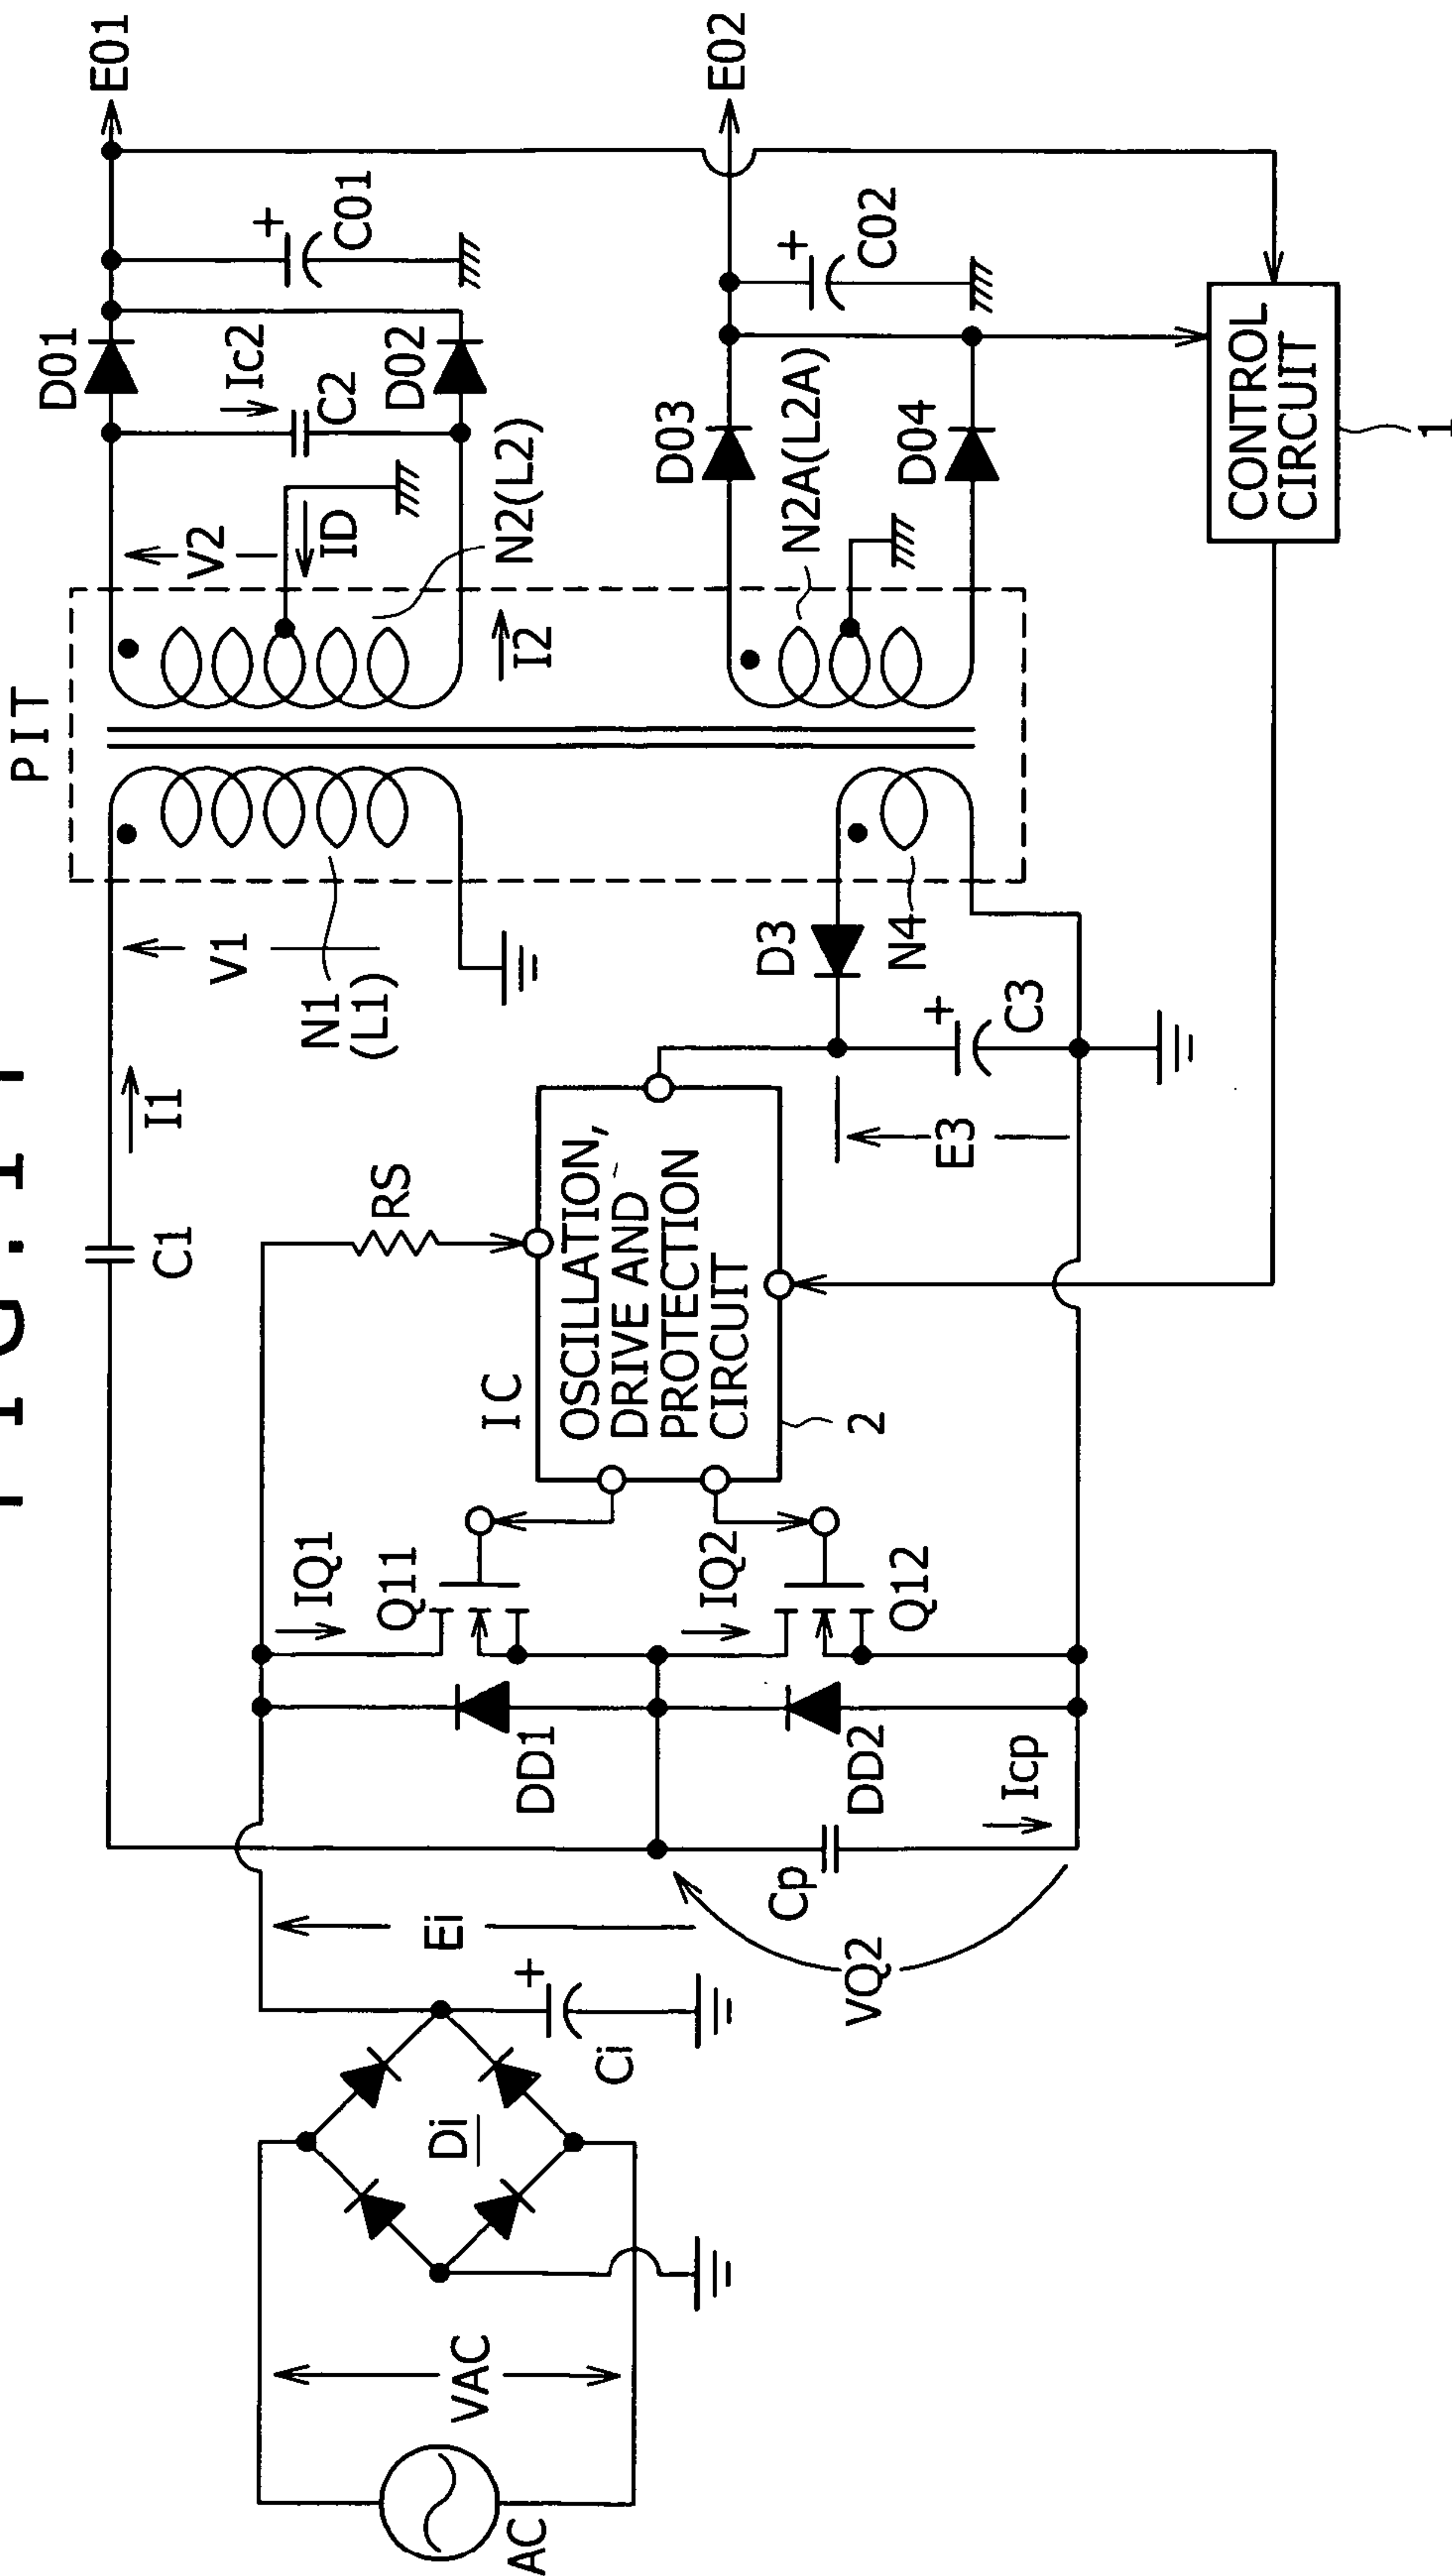 PIT
E01
D01
Ic2
C2
D02
C01
+
V2
ID
N2(L2)
I2
E02
D03
N2A(L2A)
D04
C02
+
CONTROL
CIRCUIT
1
C1
I1
V1
N1
(L1)
RS
D3
N4
C3
+
E3
IC
OSCILLATION,
DRIVE AND
PROTECTION
CIRCUIT
2
IQ1
Q11
IQ2
Q12
DD1
DD2
Cp
Icp
VQ2
Ei
Ci
+
Di
VAC
AC